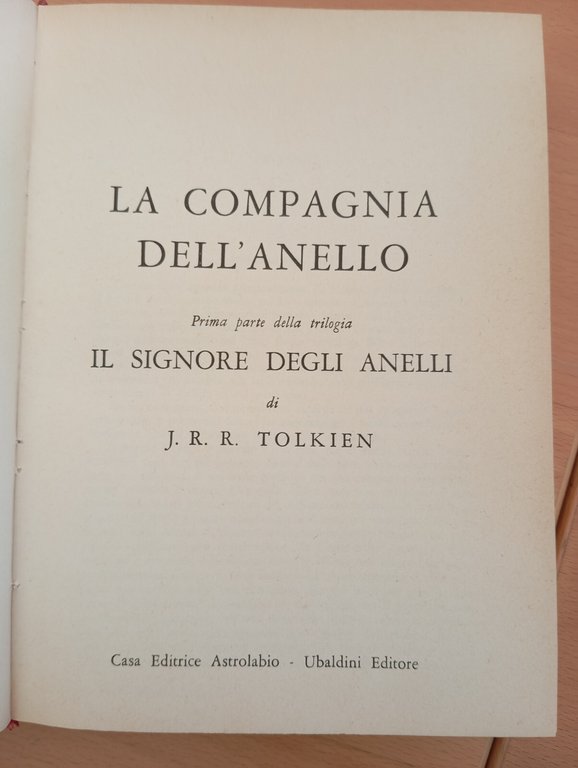 LA COMPAGNIA
DELL'ANELLO
Prima parte della trilogia
IL SIGNORE DEGLI ANELLI
di
J. R. R. TOLKIEN
Casa Editrice Astrolabio - Ubaldini Editore